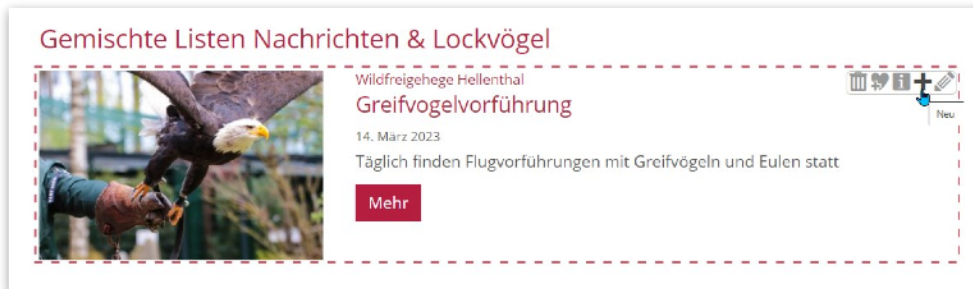 Gemischte Listen Nachrichten & Lockvögel
Wildfreigehege Hellenthal
Greifvogelvorführung
14. März 2023
Täglich finden Flugvorführungen mit Greifvögeln und Eulen statt
Mehr
Neu